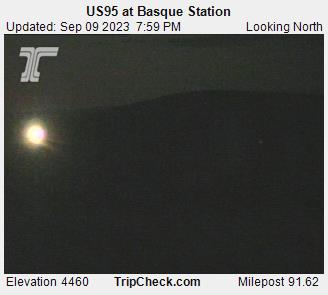 US95 at Basque Station
Updated: Sep 09 2023 7:59 PM Looking North
Elevation 4460 TripCheck.com Milepost 91.62